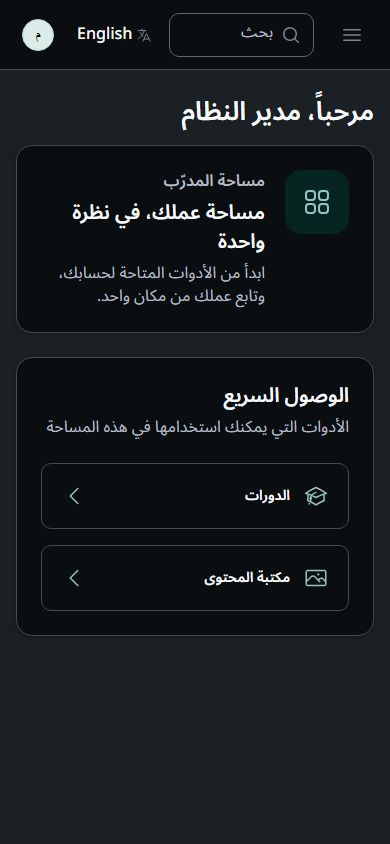 بحث
English
م
مرحباً، مدير النظام
مساحة المدرّب
مساحة عملك، في نظرة
واحدة
ابدأ من الأدوات المتاحة لحسابك،
وتابع عملك من مكان واحد.
الوصول السريع
الأدوات التي يمكنك استخدامها في هذه المساحة
الدورات
مكتبة المحتوى